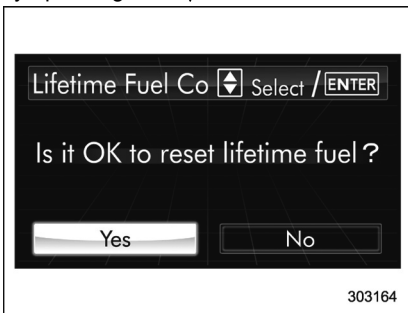 Lifetime Fuel Co Select / ENTER
Is it OK to reset lifetime fuel ?
Yes No
303164